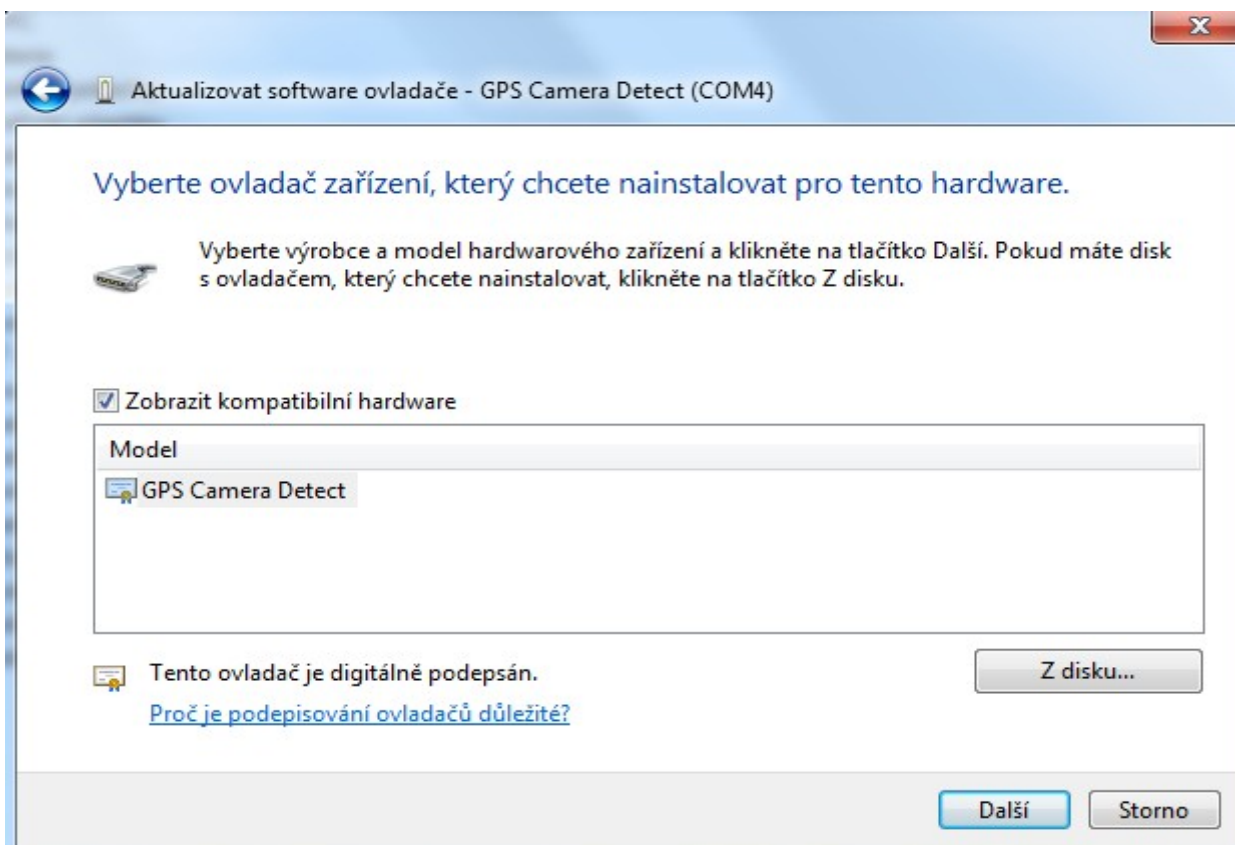 Aktualizovat software ovladače - GPS Camera Detect (COM4)
Vyberte ovladač zařízení, který chcete nainstalovat pro tento hardware.
Vyberte výrobce a model hardwarového zařízení a klikněte na tlačítko Další. Pokud máte disk
s ovladačem, který chcete nainstalovat, klikněte na tlačítko Z disku.
Zobrazit kompatibilní hardware
Model
GPS Camera Detect
Tento ovladač je digitálně podepsán.
Z disku...
Proč je podepisování ovladačů důležité?
Další
Storno